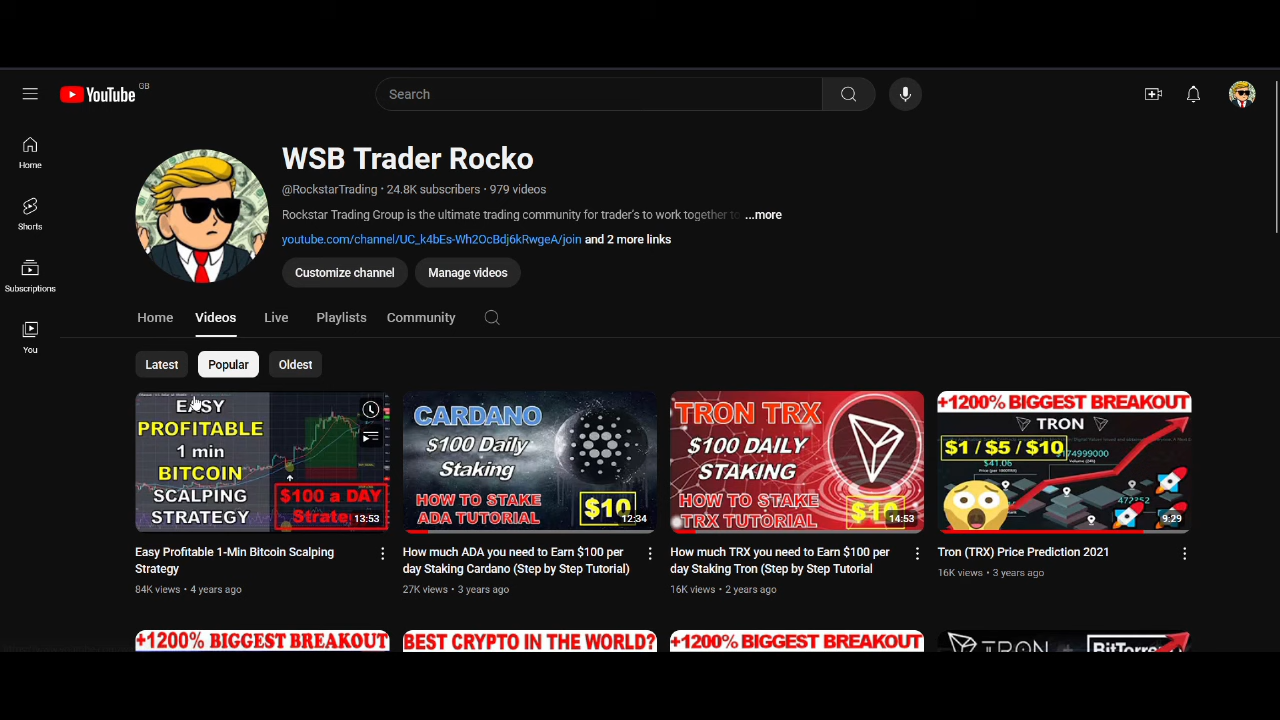 YouTube GB
Search
Home
Shorts
Subscriptions
You
WSB Trader Rocko
@RockstarTrading • 24.8K subscribers • 979 videos
Rockstar Trading Group is the ultimate trading community for trader's to work together to ...more
youtube.com/channel/UC_k4bEs-Wh2OcBdj6kRwgeA/join and 2 more links
Customize channel
Manage videos
Home
Videos
Live
Playlists
Community
Latest
Popular
Oldest
EASY
PROFITABLE
1 min
BITCOIN
SCALPING
STRATEGY
$100 a DAY
Strate
13:53
Easy Profitable 1-Min Bitcoin Scalping
Strategy
84K views • 4 years ago
CARDANO
$100 Daily
Staking
HOW TO STAKE
ADA TUTORIAL
$10
12:34
How much ADA you need to Earn $100 per
day Staking Cardano (Step by Step Tutorial)
27K views • 3 years ago
TRON TRX
$100 DAILY
STAKING
HOW TO STAKE
TRX TUTORIAL
$10
14:53
How much TRX you need to Earn $100 per
day Staking Tron (Step by Step Tutorial
16K views • 2 years ago
+1200% BIGGEST BREAKOUT
TRON
$1 / $5 / $10
$41.06
472352
9:29
Tron (TRX) Price Prediction 2021
16K views • 3 years ago
+1200% BIGGEST BREAKOUT
BEST CRYPTO IN THE WORLD?
+1200% BIGGEST BREAKOUT
TRON
BitTorre